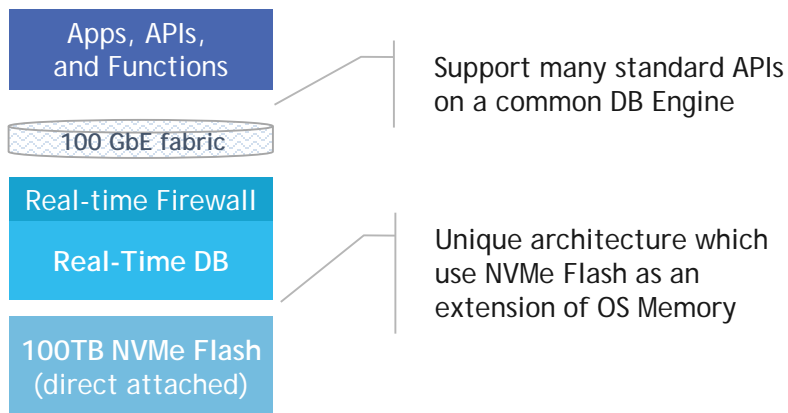 Apps, APIs,
and Functions
Support many standard APIs
on a common DB Engine
100 GbE fabric
Real-time Firewall
Real-Time DB
Unique architecture which
use NVMe Flash as an
extension of OS Memory
100TB NVMe Flash
(direct attached)